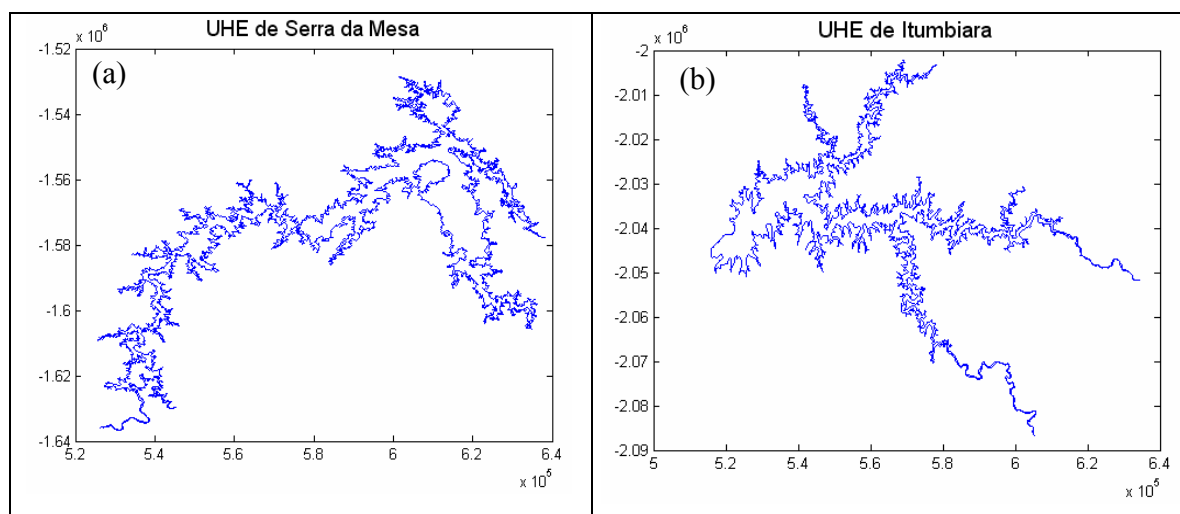 UHE de Serra da Mesa
x 10^6
(a)
-1.52
-1.54
-1.56
-1.58
-1.6
-1.62
-1.64
5.2 5.4 5.6 5.8 6 6.2 6.4
x 10^5
UHE de Itumbiara
x 10^6
(b)
-2
-2.01
-2.02
-2.03
-2.04
-2.05
-2.06
-2.07
-2.08
-2.09
5 5.2 5.4 5.6 5.8 6 6.2 6.4
x 10^5